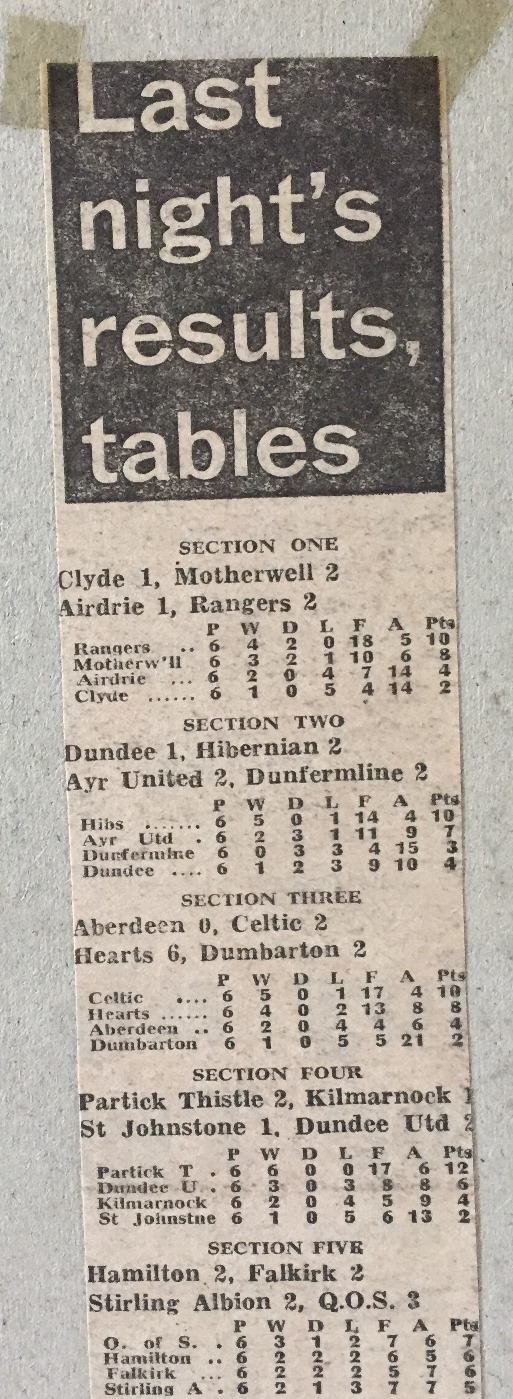 Last
night's
results,
tables
SECTION ONE
Clyde 1, Motherwell 2
Airdrie 1, Rangers 2
P W D L F A Pts
Rangers .. 6 4 2 0 18 5 10
Motherw'll 6 3 2 1 10 6 8
Airdrie ... 6 2 0 4 7 14 4
Clyde ...... 6 1 0 5 4 14 2
SECTION TWO
Dundee 1, Hibernian 2
Ayr United 2, Dunfermline 2
P W D L F A Pts
Hibs ....... 6 5 0 1 14 4 10
Ayr Utd . 6 2 3 1 11 9 7
Dunfermlne 6 0 3 3 4 15 3
Dundee .... 6 1 2 3 9 10 4
SECTION THREE
Aberdeen 0, Celtic 2
Hearts 6, Dumbarton 2
P W D L F A Pts
Celtic .... 6 5 0 1 17 4 10
Hearts ...... 6 4 0 2 13 8 8
Aberdeen .. 6 2 0 4 4 6 4
Dumbarton 6 1 0 5 5 21 2
SECTION FOUR
Partick Thistle 2, Kilmarnock 1
St Johnstone 1, Dundee Utd 2
P W D L F A Pts
Partick T . 6 6 0 0 17 6 12
Dundee U . 6 3 0 3 8 8 6
Kilmarnock 6 2 0 4 5 9 4
St Johnstne 6 1 0 5 6 13 2
SECTION FIVE
Hamilton 2, Falkirk 2
Stirling Albion 2, Q.O.S. 3
P W D L F A Pts
O. of S. . 6 3 1 2 7 6 7
Hamilton .. 6 2 2 2 6 5 6
Falkirk ... 6 2 2 2 5 7 6
Stirling A . 6 2 1 3 7 7 5